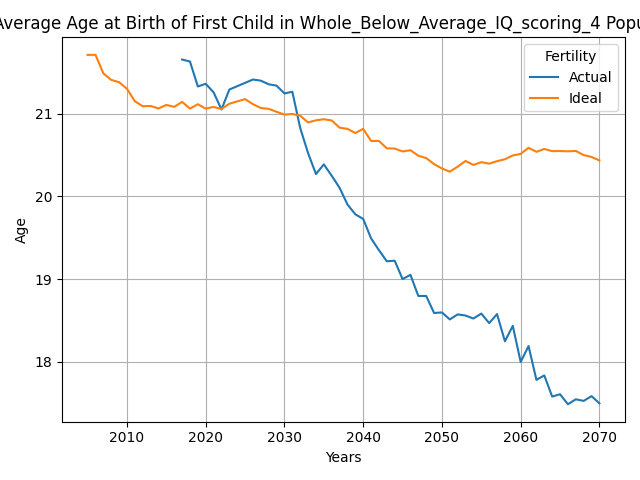 Average Age at Birth of First Child in Whole_Below_Average_IQ_scoring_4
Fertility
Actual
Ideal
21
20
19
18
Age
2010 2020 2030 2040 2050 2060 2070
Years